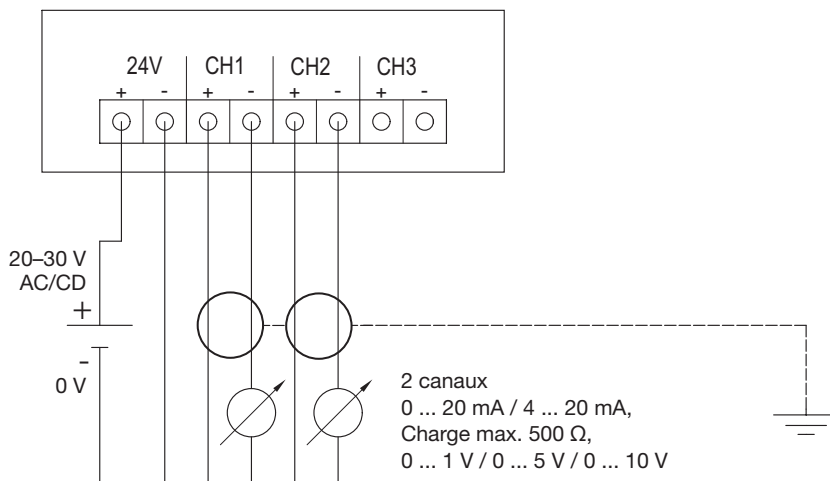 24V CH1 CH2 CH3
+ - + - + - + -
20–30 V
AC/CD
+
-
0 V
2 canaux
0 ... 20 mA / 4 ... 20 mA,
Charge max. 500 Ω,
0 ... 1 V / 0 ... 5 V / 0 ... 10 V